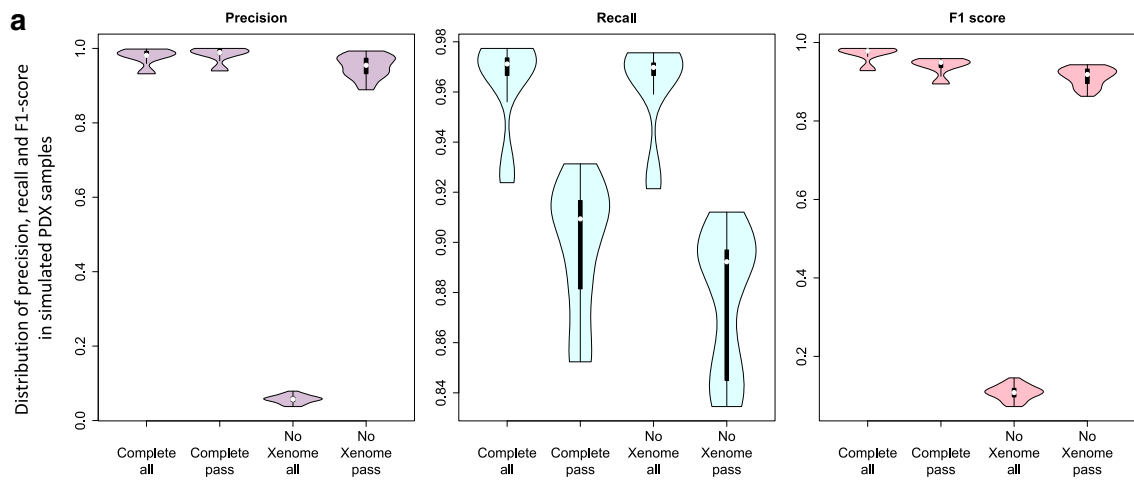 a
Precision
Recall
F1 score
Distribution of precision, recall and F1-score
in simulated PDX samples
1.0
0.8
0.6
0.4
0.2
0.0
Complete
all
Complete
pass
No
Xenome
all
No
Xenome
pass
0.98
0.96
0.94
0.92
0.90
0.88
0.86
0.84
Complete
all
Complete
pass
No
Xenome
all
No
Xenome
pass
1.0
0.8
0.6
0.4
0.2
Complete
all
Complete
pass
No
Xenome
all
No
Xenome
pass